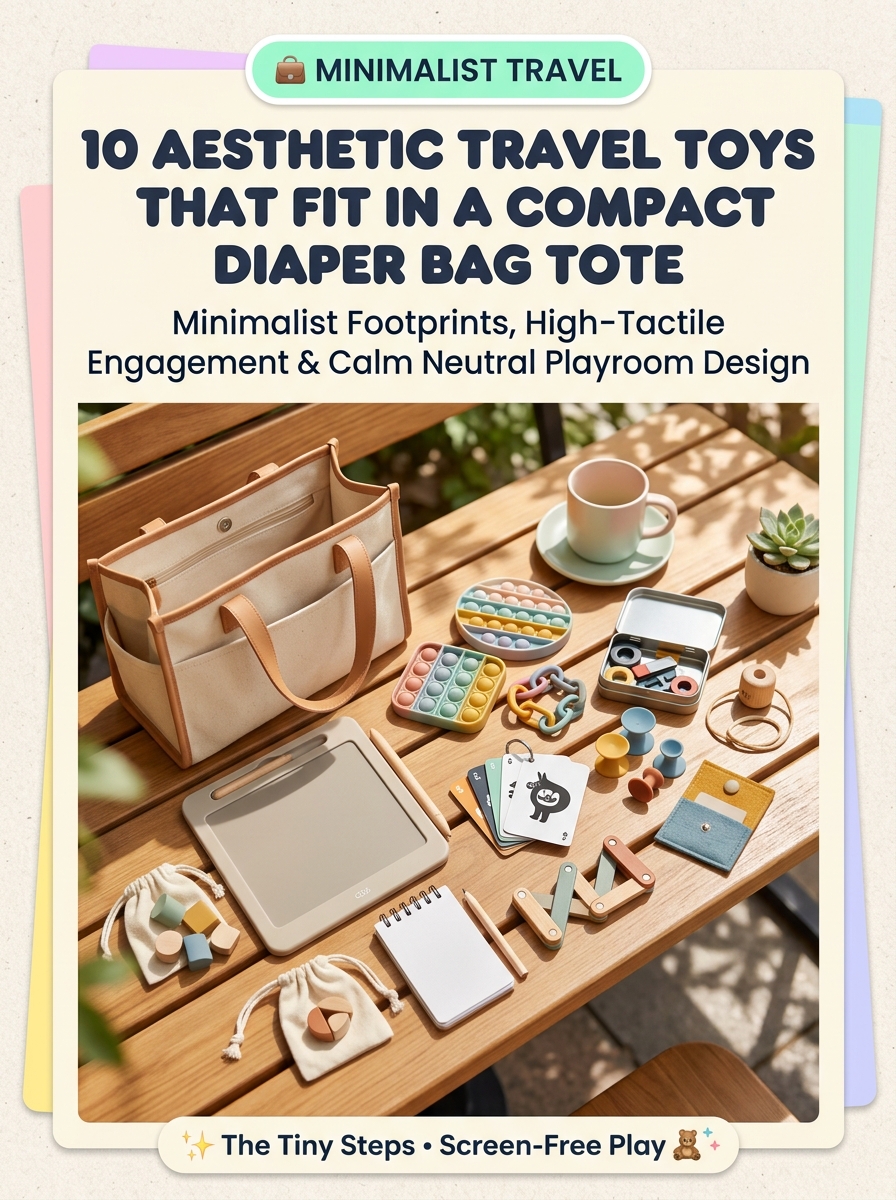 💼 MINIMALIST TRAVEL
10 AESTHETIC TRAVEL TOYS
THAT FIT IN A COMPACT
DIAPER BAG TOTE
Minimalist Footprints, High-Tactile
Engagement & Calm Neutral Playroom Design
✨ The Tiny Steps • Screen-Free Play 🧸